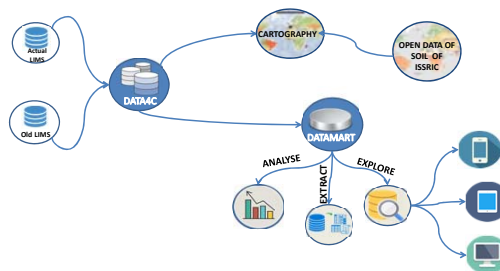 Actual
LIMS
CARTOGRAPHY
OPEN DATA OF
SOIL OF
ISSRIC
DATA4C
Old LIMS
DATAMART
ANALYSE
EXTRACT
EXPLORE